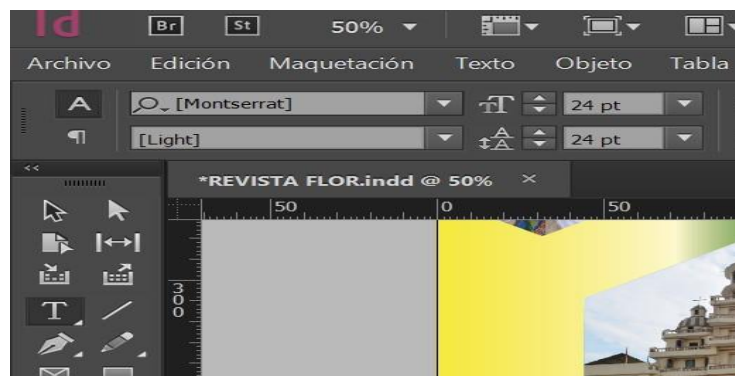 Id Br St 50%
Archivo Edición Maquetación Texto Objeto Tabla
A [Montserrat] 24 pt
¶ [Light] 24 pt
<<
*REVISTA FLOR.indd @ 50% ×
50 0 50
300
T